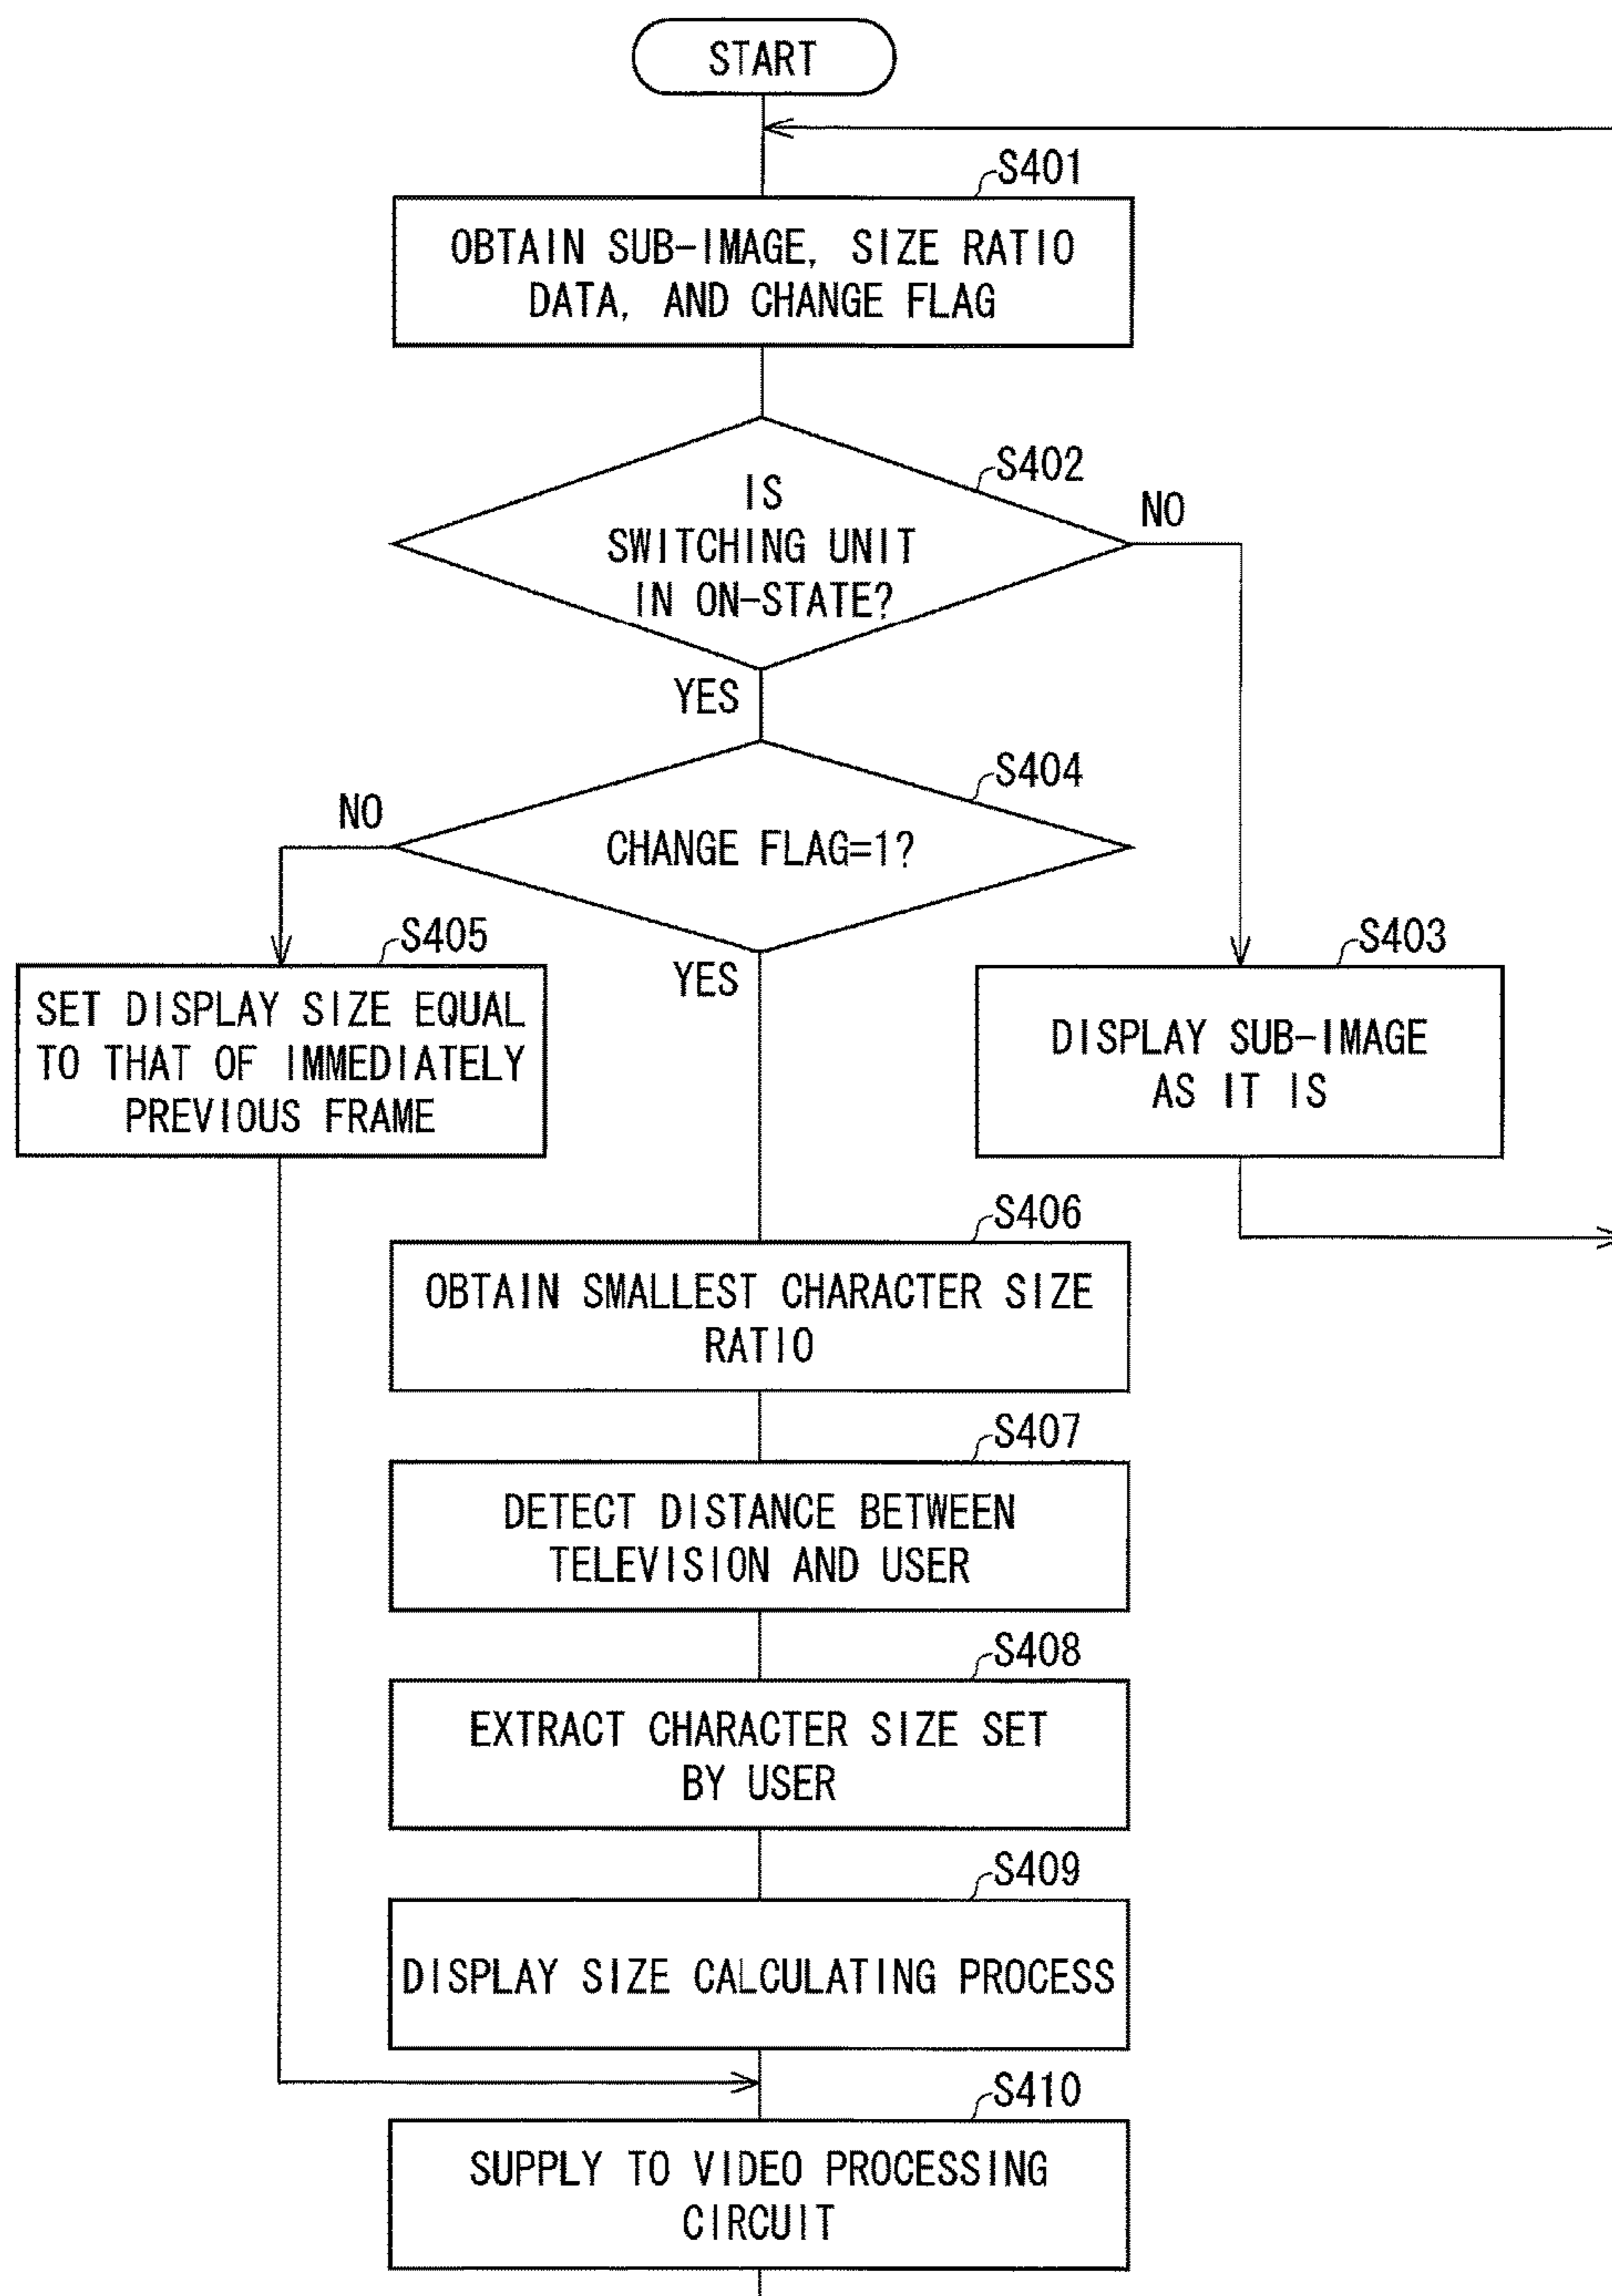 START
S401
OBTAIN SUB-IMAGE, SIZE RATIO
DATA, AND CHANGE FLAG
S402
IS
SWITCHING UNIT
IN ON-STATE?
NO
YES
S404
CHANGE FLAG=1?
NO
YES
S405
SET DISPLAY SIZE EQUAL
TO THAT OF IMMEDIATELY
PREVIOUS FRAME
S403
DISPLAY SUB-IMAGE
AS IT IS
S406
OBTAIN SMALLEST CHARACTER SIZE
RATIO
S407
DETECT DISTANCE BETWEEN
TELEVISION AND USER
S408
EXTRACT CHARACTER SIZE SET
BY USER
S409
DISPLAY SIZE CALCULATING PROCESS
S410
SUPPLY TO VIDEO PROCESSING
CIRCUIT